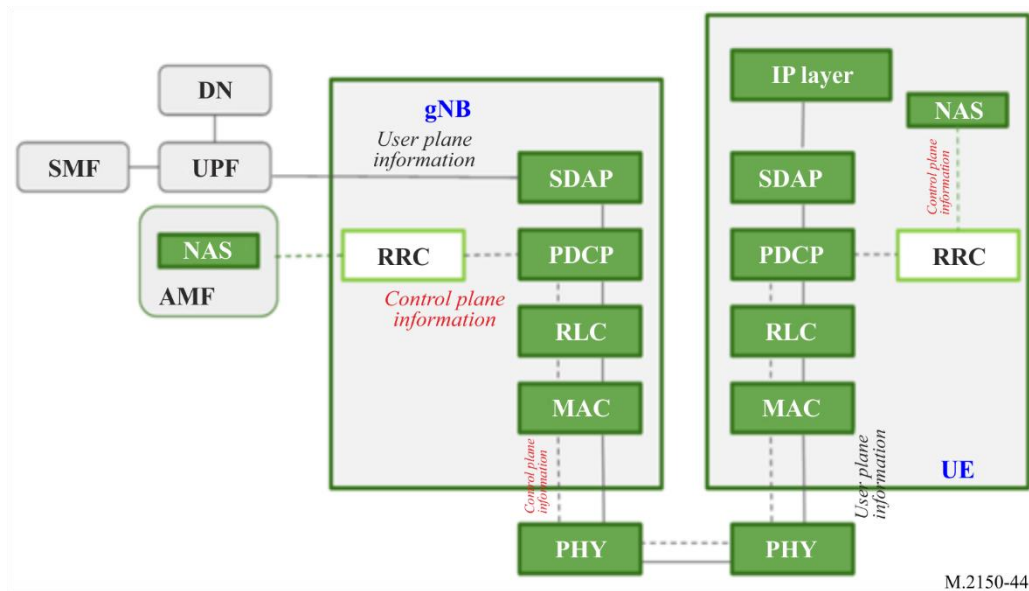 DN
SMF
UPF
NAS
AMF
gNB
User plane
information
SDAP
RRC
PDCP
Control plane
information
RLC
MAC
Control plane
information
PHY
IP layer
NAS
Control plane
information
SDAP
PDCP
RRC
RLC
MAC
User plane
information
UE
PHY
M.2150-44